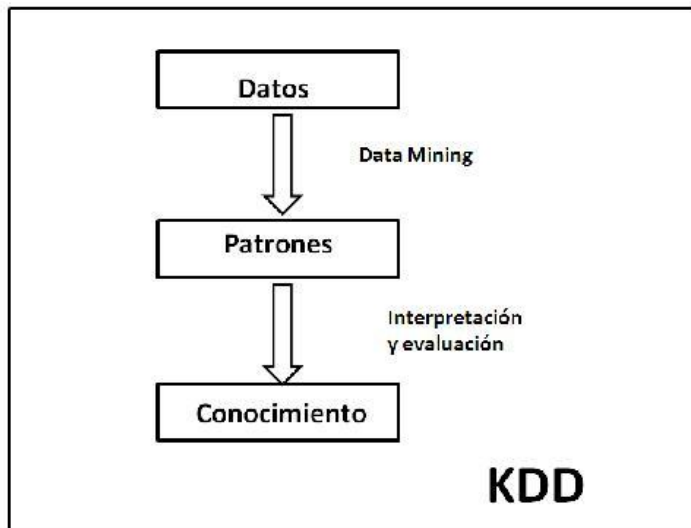 Datos
Data Mining
Patrones
Interpretación
y evaluación
Conocimiento
KDD